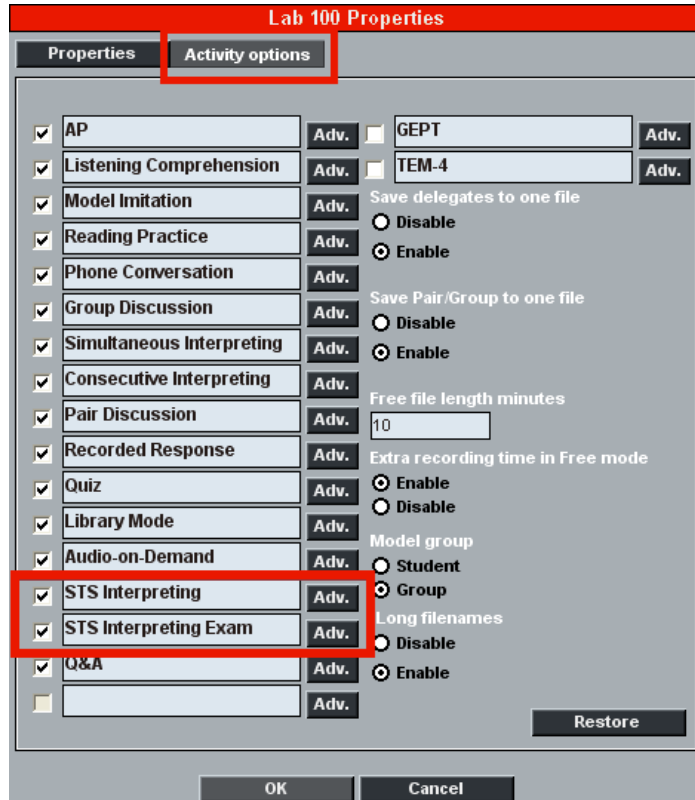 Lab 100 Properties
Properties
Activity options
AP
Adv.
Listening Comprehension
Adv.
Model Imitation
Adv.
Reading Practice
Adv.
Phone Conversation
Adv.
Group Discussion
Adv.
Simultaneous Interpreting
Adv.
Consecutive Interpreting
Adv.
Pair Discussion
Adv.
Recorded Response
Adv.
Quiz
Adv.
Library Mode
Adv.
Audio-on-Demand
Adv.
STS Interpreting
Adv.
STS Interpreting Exam
Adv.
Q&A
Adv.
Adv.
GEPT
Adv.
TEM-4
Adv.
Save delegates to one file
Disable
Enable
Save Pair/Group to one file
Disable
Enable
Free file length minutes
10
Extra recording time in Free mode
Enable
Disable
Model group
Student
Group
Long filenames
Disable
Enable
Restore
OK
Cancel